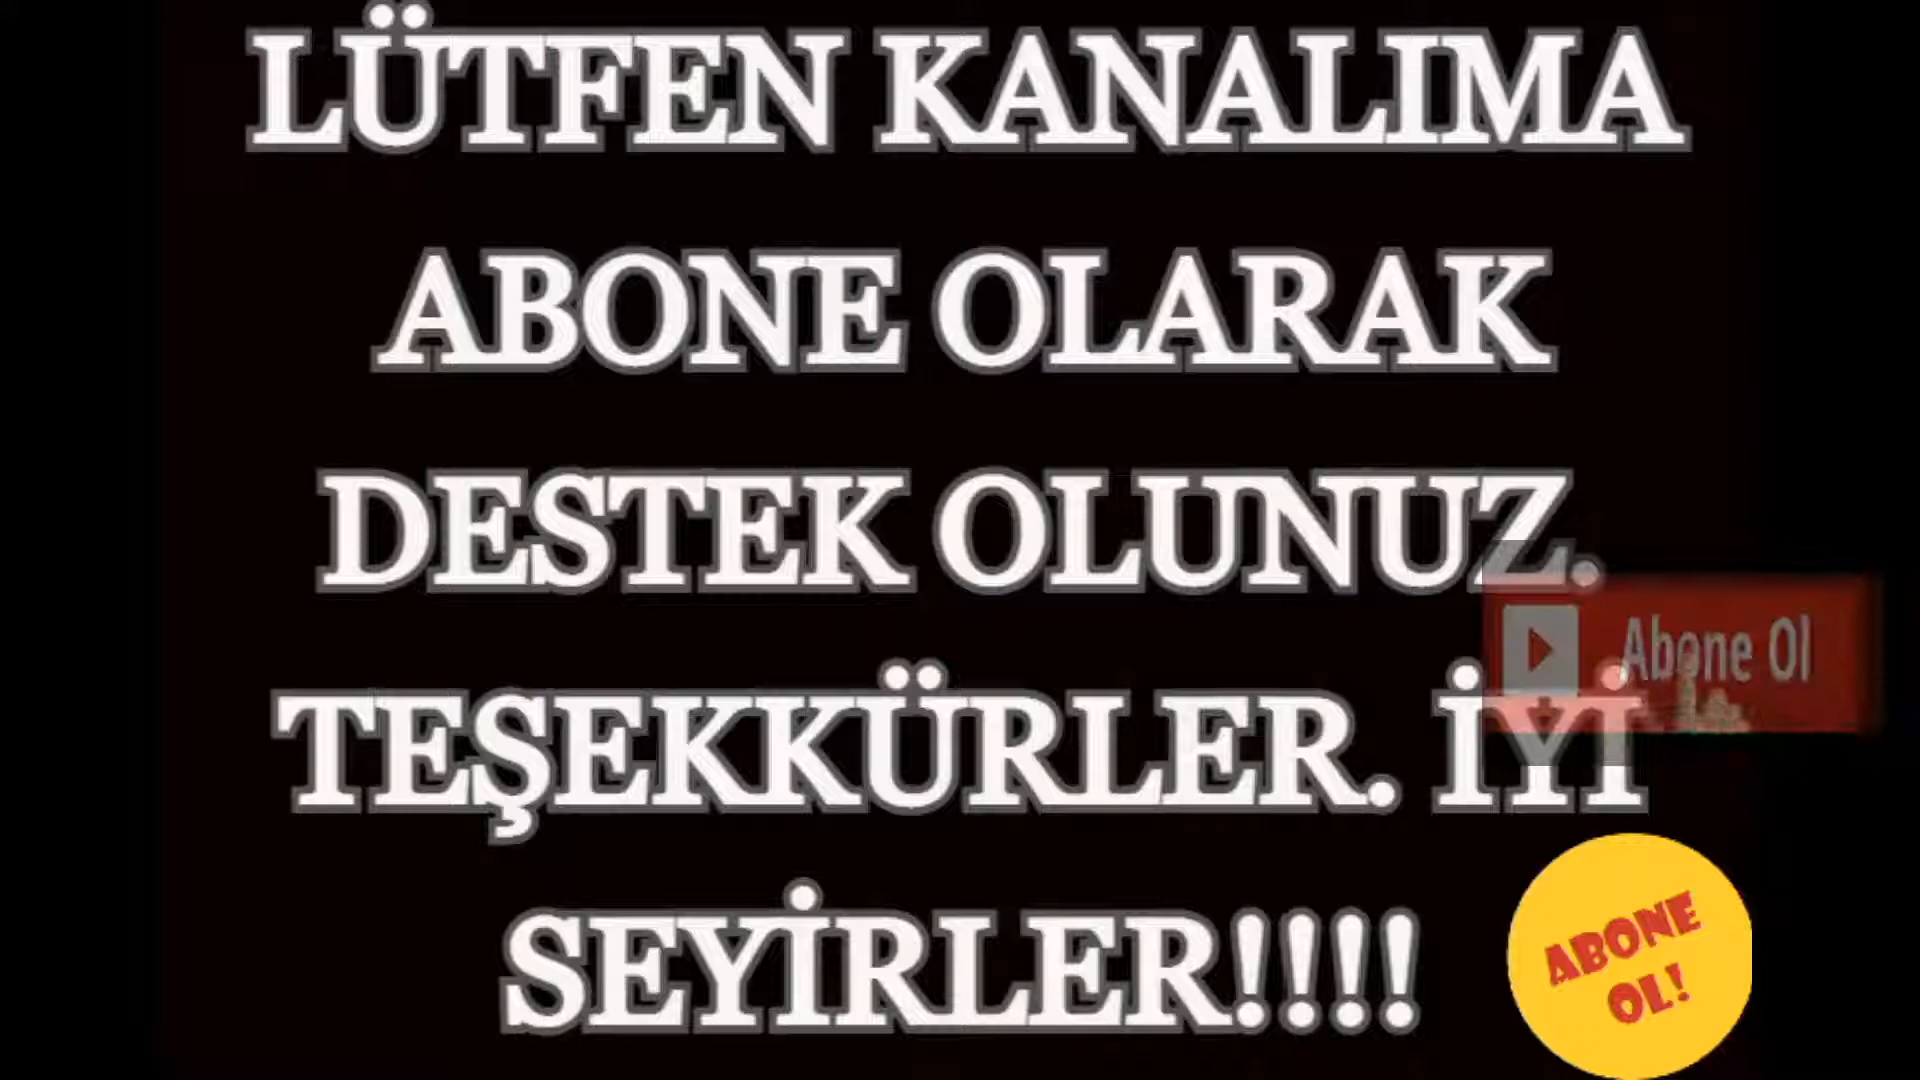 LÜTFEN KANALIMA
ABONE OLARAK
DESTEK OLUNUZ.
Abone Ol
TEŞEKKÜRLER. İYİ
SEYİRLER!!!!
ABONE
OL!